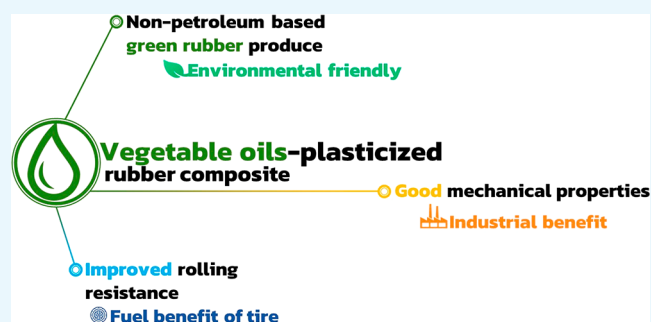 Non-petroleum based
green rubber produce
Environmental friendly
Vegetable oils-plasticized
rubber composite
Good mechanical properties
Industrial benefit
Improved rolling
resistance
Fuel benefit of tire